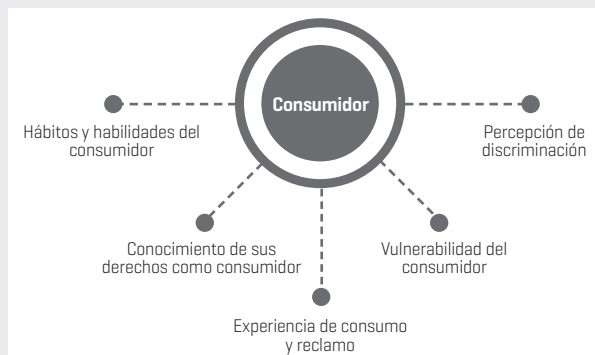 Consumidor
Hábitos y habilidades del
consumidor
Percepción de
discriminación
Conocimiento de sus
derechos como consumidor
Vulnerabilidad del
consumidor
Experiencia de consumo
y reclamo